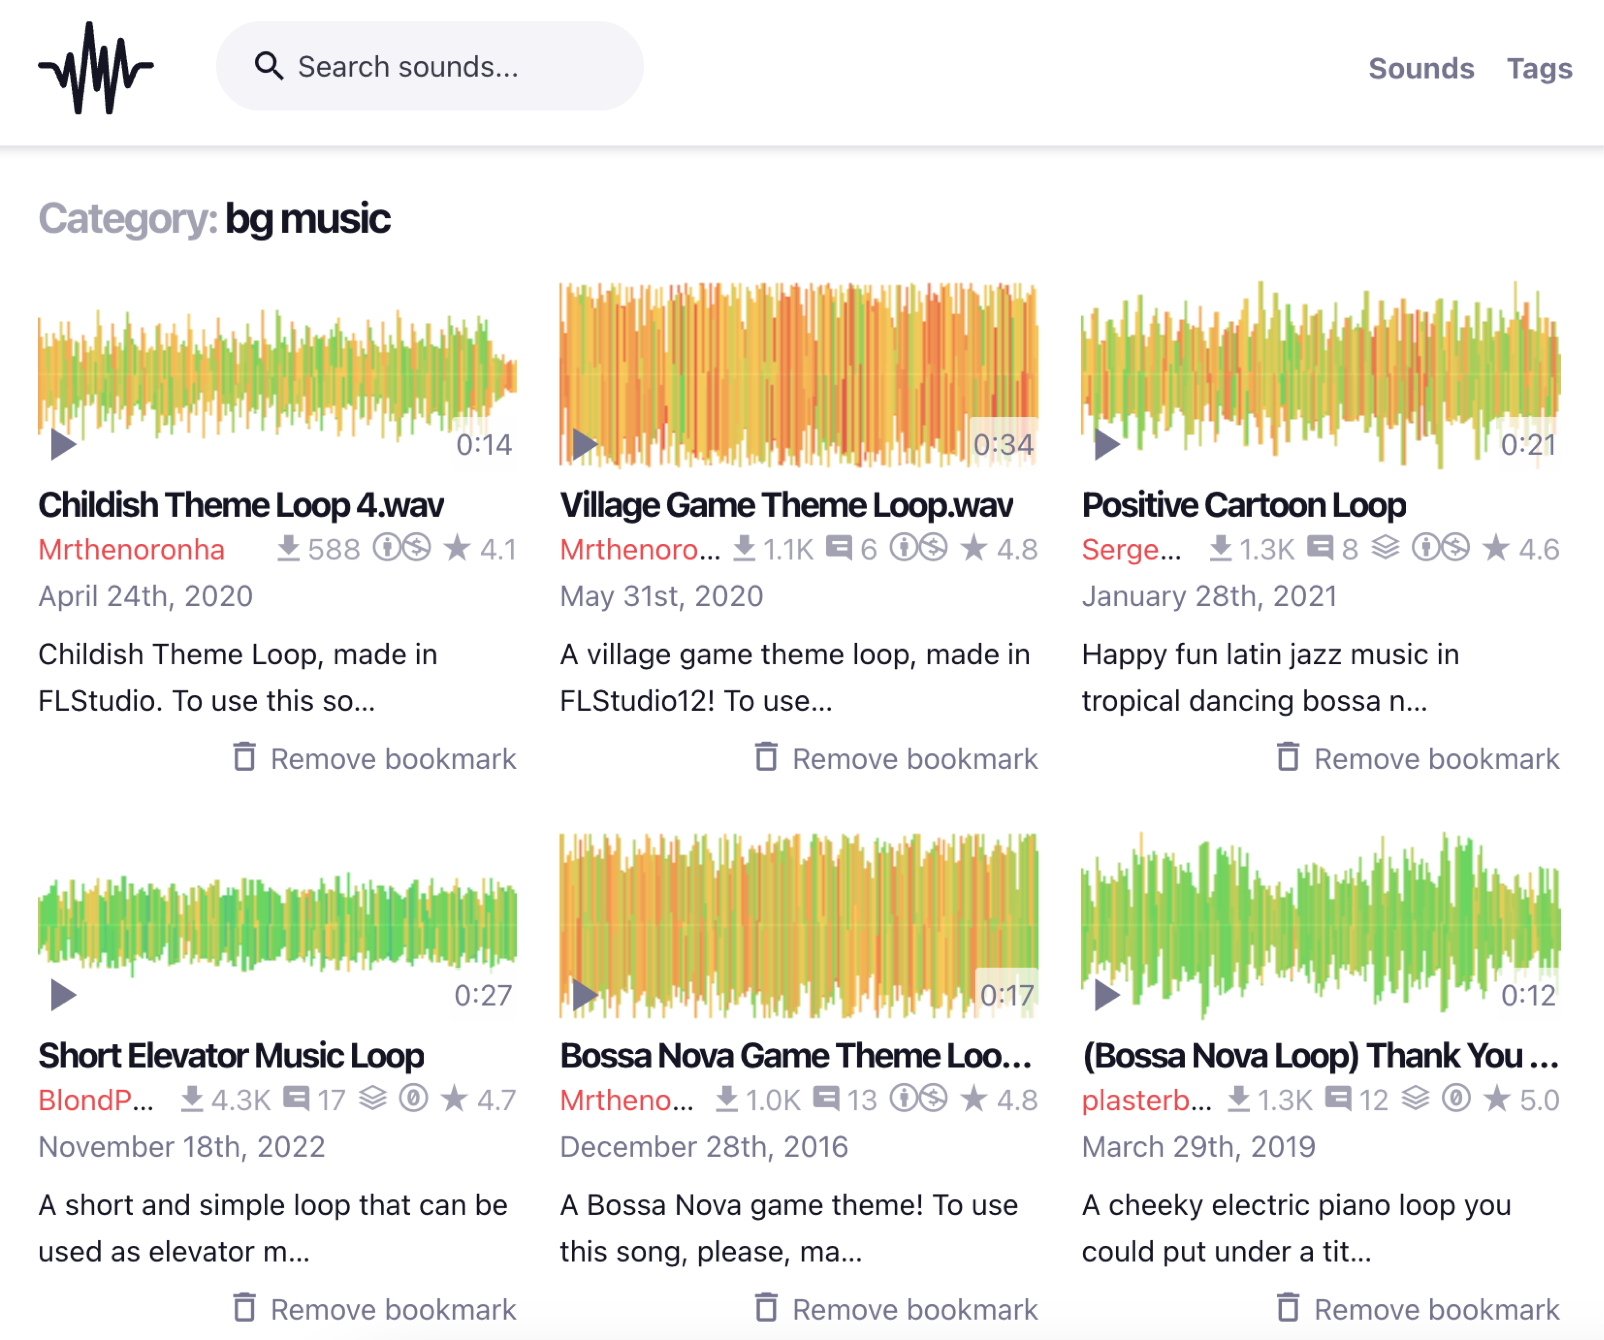 Search sounds...
Sounds Tags
Category: bg music
0:14
Childish Theme Loop 4.wav
Mrthenoronha 588 4.1
April 24th, 2020
Childish Theme Loop, made in
FLStudio. To use this so...
Remove bookmark
0:34
Village Game Theme Loop.wav
Mrthenoro... 1.1K 6 4.8
May 31st, 2020
A village game theme loop, made in
FLStudio12! To use...
Remove bookmark
0:21
Positive Cartoon Loop
Serge... 1.3K 8 4.6
January 28th, 2021
Happy fun latin jazz music in
tropical dancing bossa n...
Remove bookmark
0:27
Short Elevator Music Loop
BlondP... 4.3K 17 4.7
November 18th, 2022
A short and simple loop that can be
used as elevator m...
Remove bookmark
0:17
Bossa Nova Game Theme Loo...
Mrtheno... 1.0K 13 4.8
December 28th, 2016
A Bossa Nova game theme! To use
this song, please, ma...
Remove bookmark
0:12
(Bossa Nova Loop) Thank You ...
plasterb... 1.3K 12 5.0
March 29th, 2019
A cheeky electric piano loop you
could put under a tit...
Remove bookmark